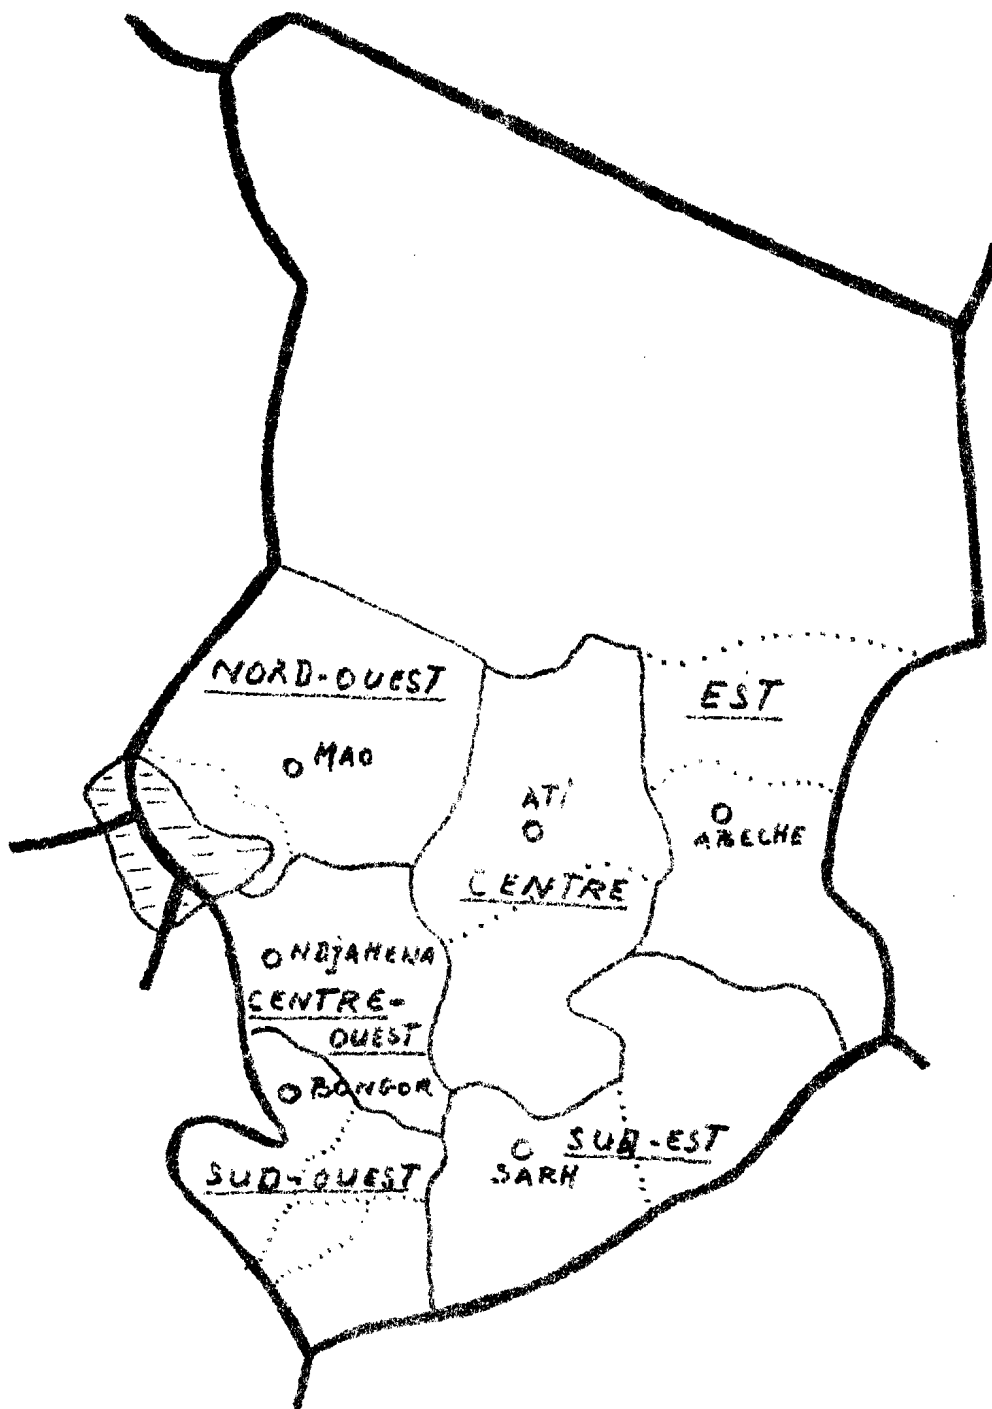 NORD-OUEST
EST
MAO
ATI
ABECHE
CENTRE
NDJAMENA
CENTRE-
OUEST
BONGOR
SUD-EST
SARH
SUD-OUEST